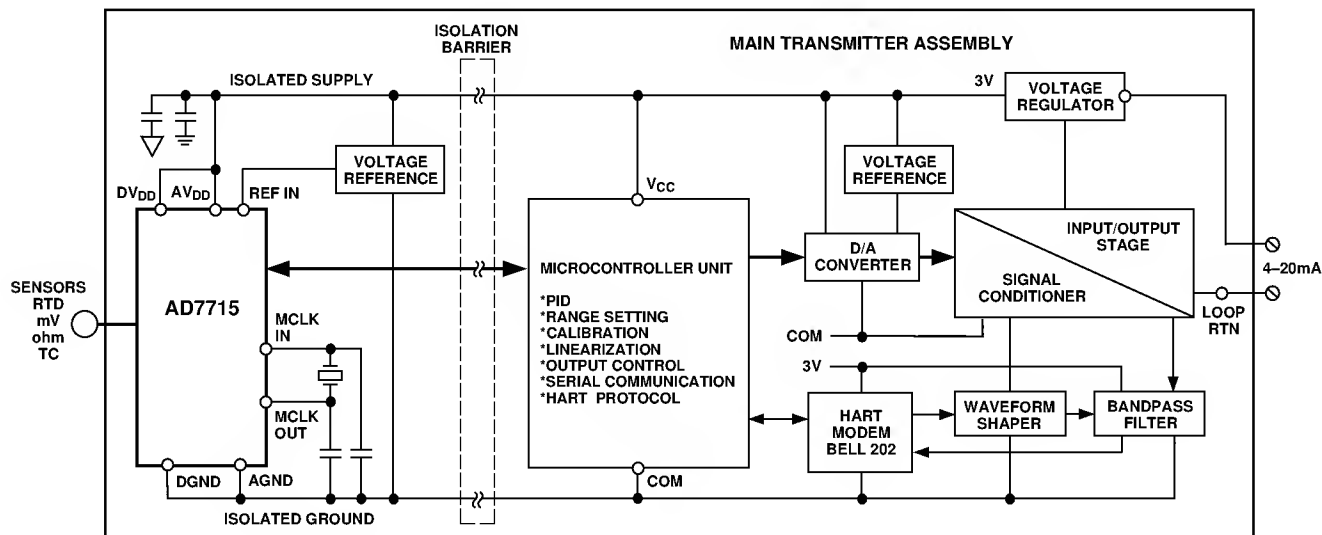 ISOLATION
BARRIER
MAIN TRANSMITTER ASSEMBLY
ISOLATED SUPPLY
3V
VOLTAGE
REGULATOR
VOLTAGE
REFERENCE
VOLTAGE
REFERENCE
DVDD
AVDD
REF IN
VCC
INPUT/OUTPUT
STAGE
D/A
CONVERTER
SIGNAL
CONDITIONER
4–20mA
LOOP
RTN
SENSORS
RTD
mV
ohm
TC
AD7715
MCLK
IN
MCLK
OUT
MICROCONTROLLER UNIT
*PID
*RANGE SETTING
*CALIBRATION
*LINEARIZATION
*OUTPUT CONTROL
*SERIAL COMMUNICATION
*HART PROTOCOL
COM
3V
HART
MODEM
BELL 202
WAVEFORM
SHAPER
BANDPASS
FILTER
DGND
AGND
COM
ISOLATED GROUND